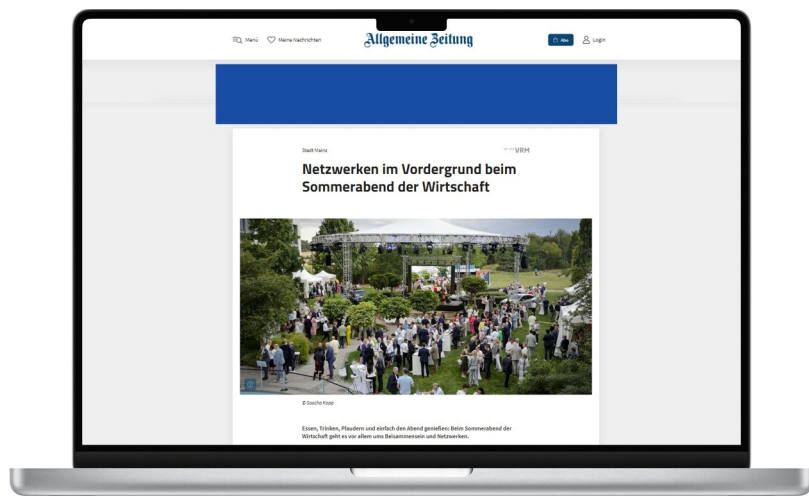 Menü
Meine Nachrichten
Allgemeine Zeitung
Abo
Login
Stadt Mainz
VRM
Netzwerken im Vordergrund beim
Sommerabend der Wirtschaft
© Sascha Kopp
Essen, Trinken, Plaudern und einfach den Abend genießen: Beim Sommerabend der
Wirtschaft geht es vor allem ums Beisammensein und Netzwerken.